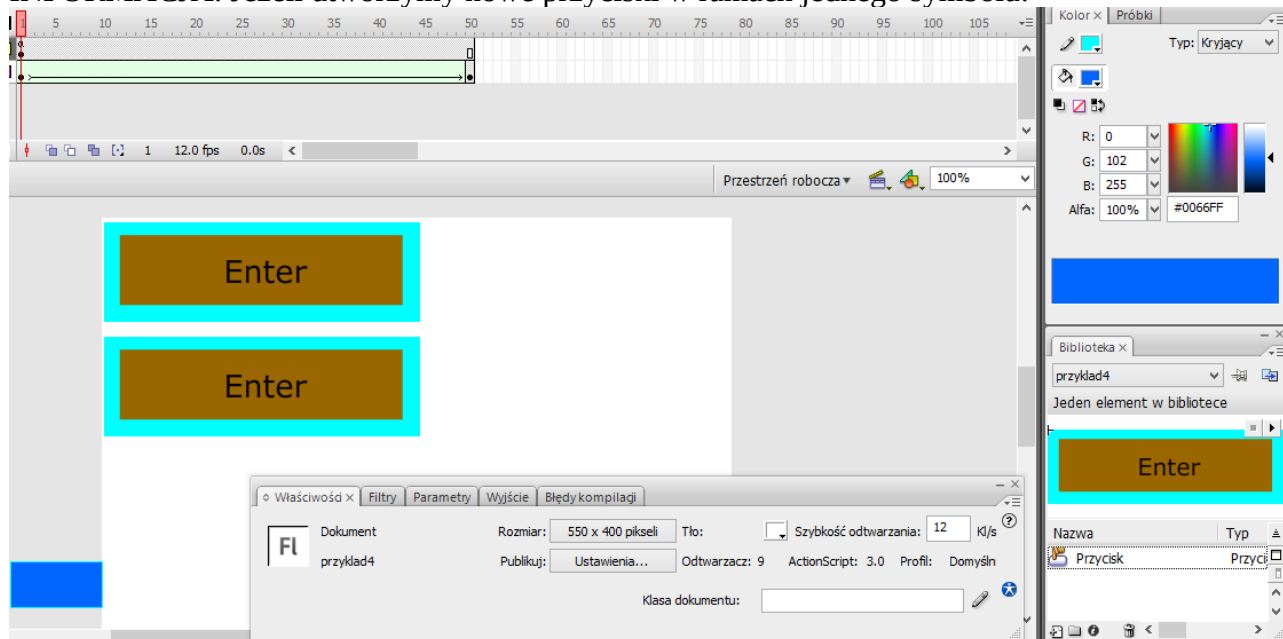 INFORMACJA: Jeżeli utworzymy nowe przyciski w ramach jednego symbolu:
1 5 10 15 20 25 30 35 40 45 50 55 60 65 70 75 80 85 90 95 100 105
1 12.0 fps 0.0s
Przestrzeń robocza 100%
Enter
Enter
Właściwości Filtry Parametry Wyjście Błędy kompilacji
Fl Dokument Rozmiar: 550 x 400 pikseli Tło: Szybkość odtwarzania: 12 Kl/s
przyklad4 Publikuj: Ustawienia... Odtwarzacz: 9 ActionScript: 3.0 Profil: Domyśln
Klasa dokumentu:
Kolor Próbki
Typ: Kryjący
R: 0
G: 102
B: 255
Alfa: 100% #0066FF
Biblioteka
przyklad4
Jeden element w bibliotece
Enter
Nazwa Typ
Przycisk Przyci